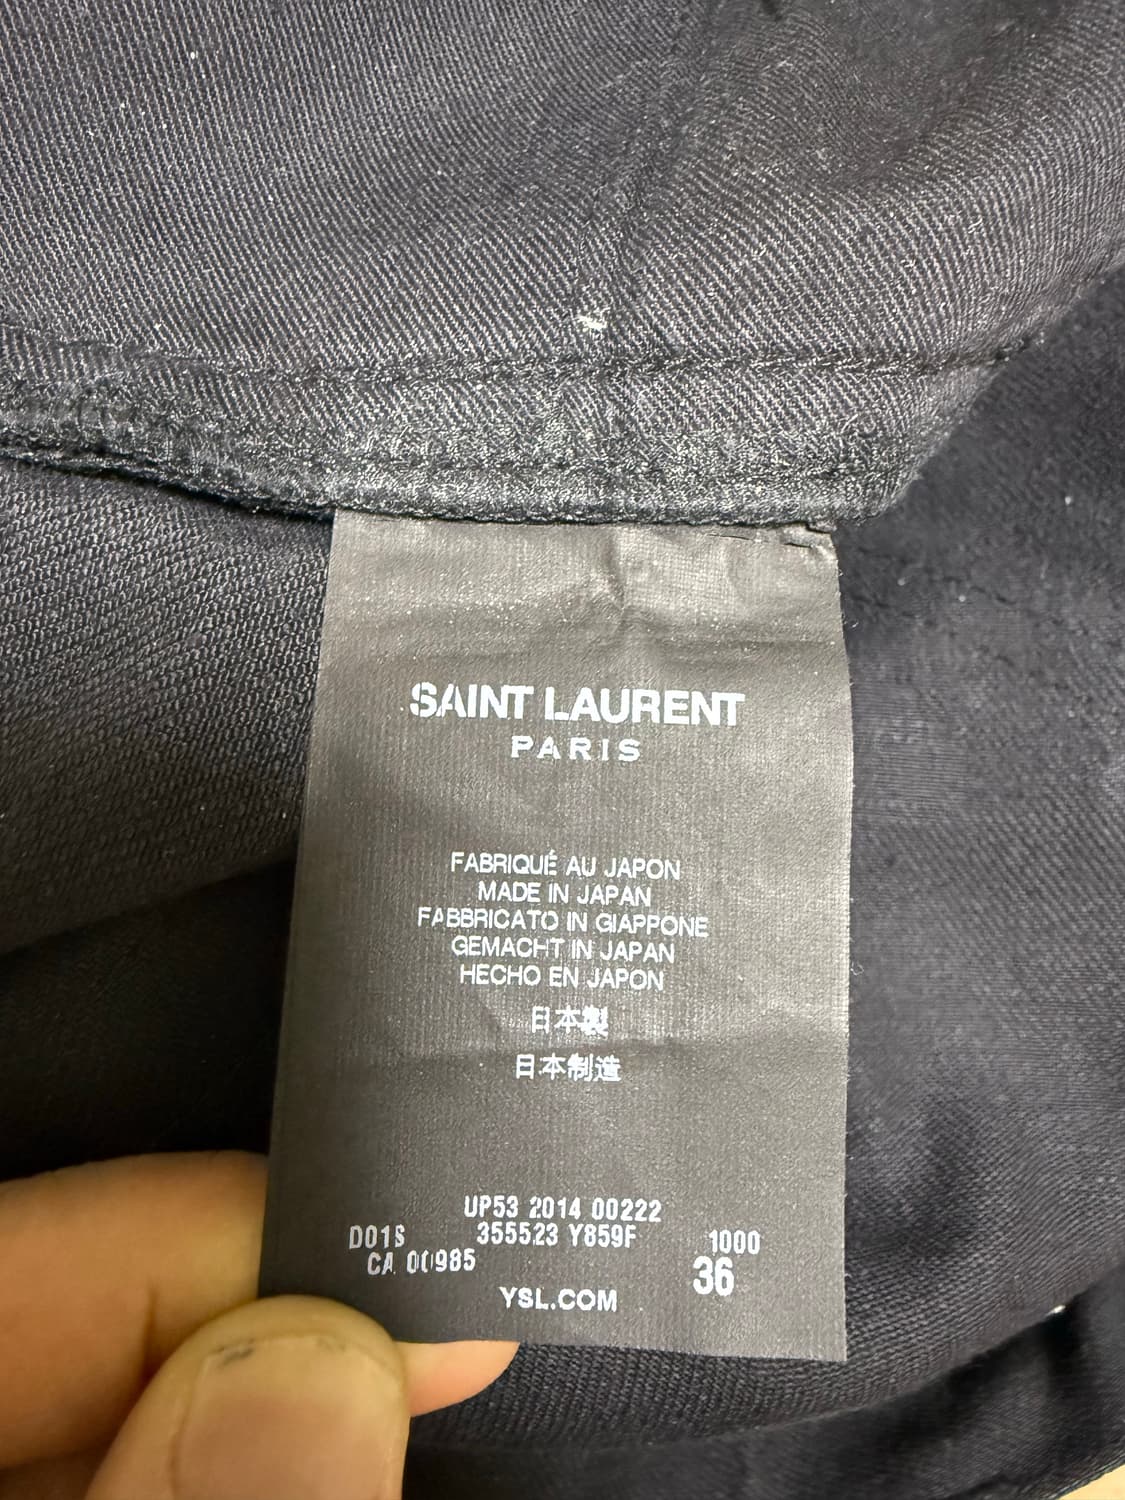 SAINT LAURENT
PARIS
FABRIQUÉ AU JAPON
MADE IN JAPAN
FABBRICATO IN GIAPPONE
GEMACHT IN JAPAN
HECHO EN JAPON
日本製
日本制造
UP53 2014 00222
D01S 355523 Y859F 1000
CA 00985 36
YSL.COM